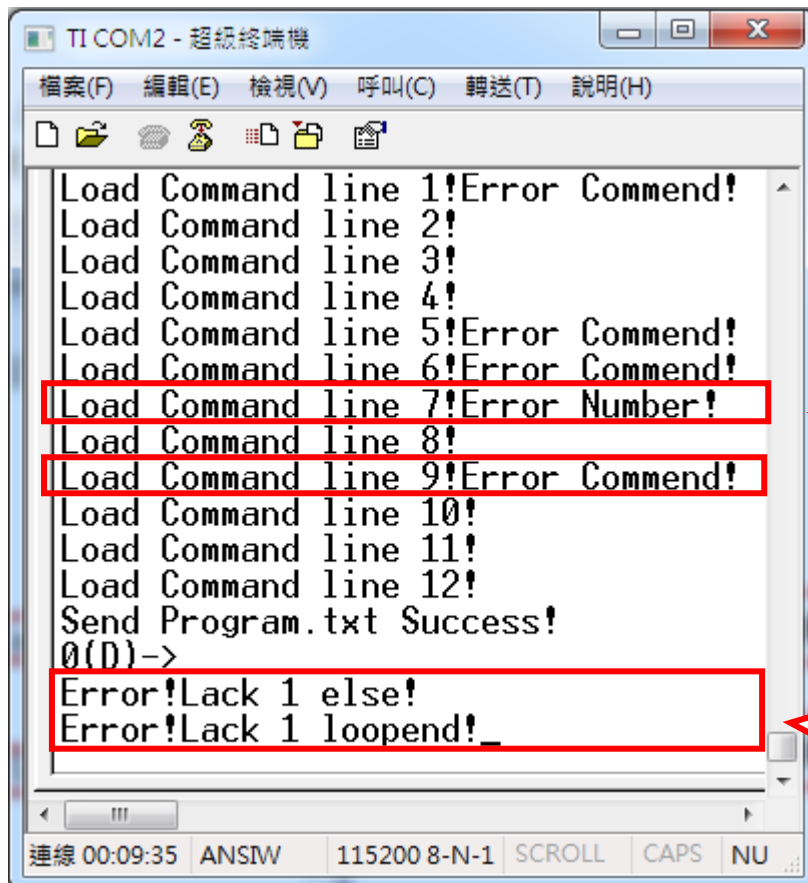 TI COM2 - 超級終端機
檔案(F) 編輯(E) 檢視(V) 呼叫(C) 轉送(T) 說明(H)
Load Command line 1!Error Commend!
Load Command line 2!
Load Command line 3!
Load Command line 4!
Load Command line 5!Error Commend!
Load Command line 6!Error Commend!
Load Command line 7!Error Number!
Load Command line 8!
Load Command line 9!Error Commend!
Load Command line 10!
Load Command line 11!
Load Command line 12!
Send Program.txt Success!
0(D)->
Error!Lack 1 else!
Error!Lack 1 loopend!_
連線 00:09:35 ANSIW 115200 8-N-1 SCROLL CAPS NU